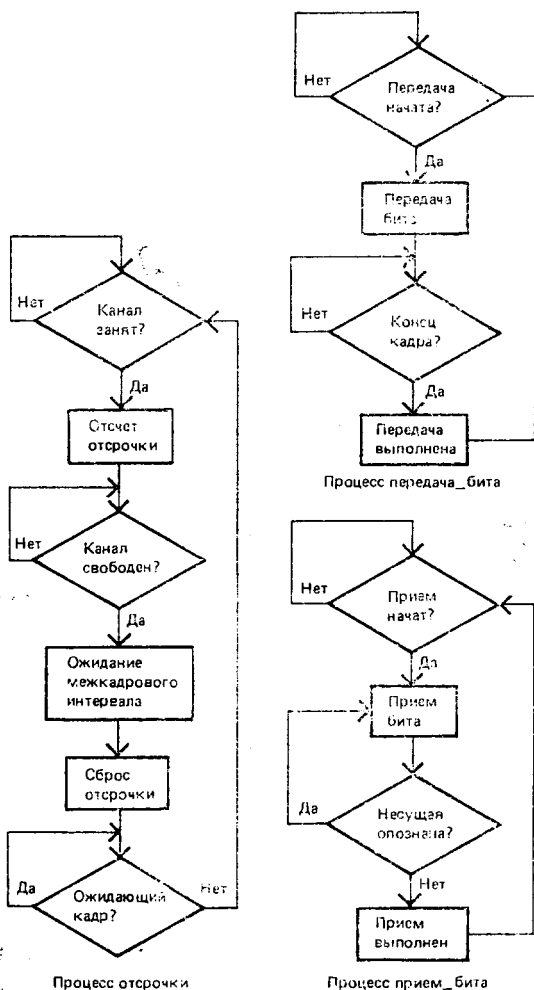 Нет
Передача
начата?
Да
Передача
бита
Нет
Конец
кадра?
Да
Передача
выполнена
Процесс передача_бита
Нет
Канал
занят?
Да
Отсчет
отсрочки
Нет
Канал
свободен?
Да
Ожидание
межкадрового
интервала
Сброс
отсрочки
Да
Ожидающий
кадр?
Нет
Процесс отсрочки
Нет
Прием
начат?
Да
Прием
бита
Да
Несущая
опознана?
Нет
Прием
выполнен
Процесс прием_бита